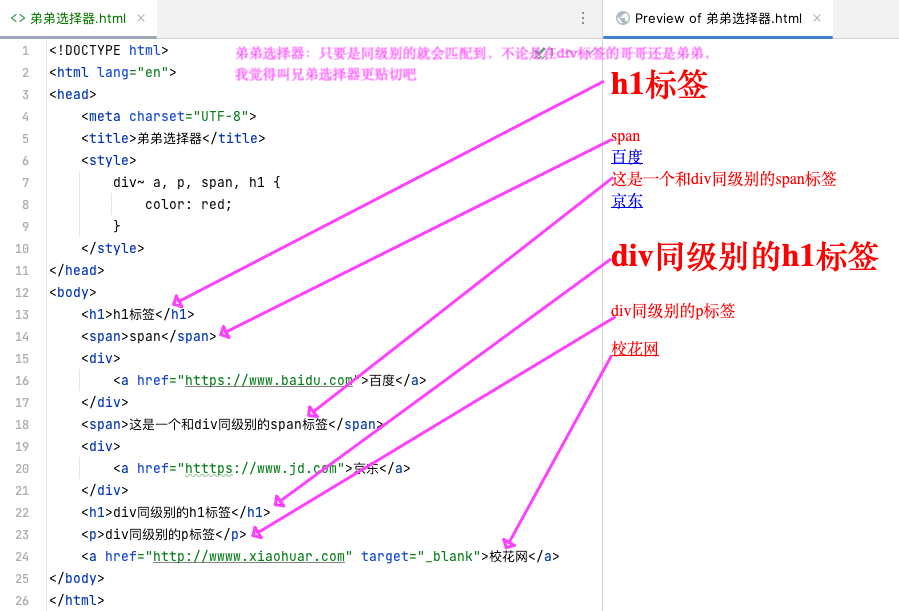 弟弟选择器.html
Preview of 弟弟选择器.html
弟弟选择器：只要是同级别的就会匹配到，不论是在div标签的哥哥还是弟弟，
我觉得叫兄弟选择器更贴切吧
1 <!DOCTYPE html>
2 <html lang="en">
3 <head>
4 <meta charset="UTF-8">
5 <title>弟弟选择器</title>
6 <style>
7 div~ a, p, span, h1 {
8 color: red;
9 }
10 </style>
11 </head>
12 <body>
13 <h1>h1标签</h1>
14 <span>span</span>
15 <div>
16 <a href="https://www.baidu.com">百度</a>
17 </div>
18 <span>这是一个和div同级别的span标签</span>
19 <div>
20 <a href="htttps://www.jd.com">京东</a>
21 </div>
22 <h1>div同级别的h1标签</h1>
23 <p>div同级别的p标签</p>
24 <a href="http://wwww.xiaohuar.com" target="_blank">校花网</a>
25 </body>
26 </html>
h1标签
span
百度
这是一个和div同级别的span标签
京东
div同级别的h1标签
div同级别的p标签
校花网